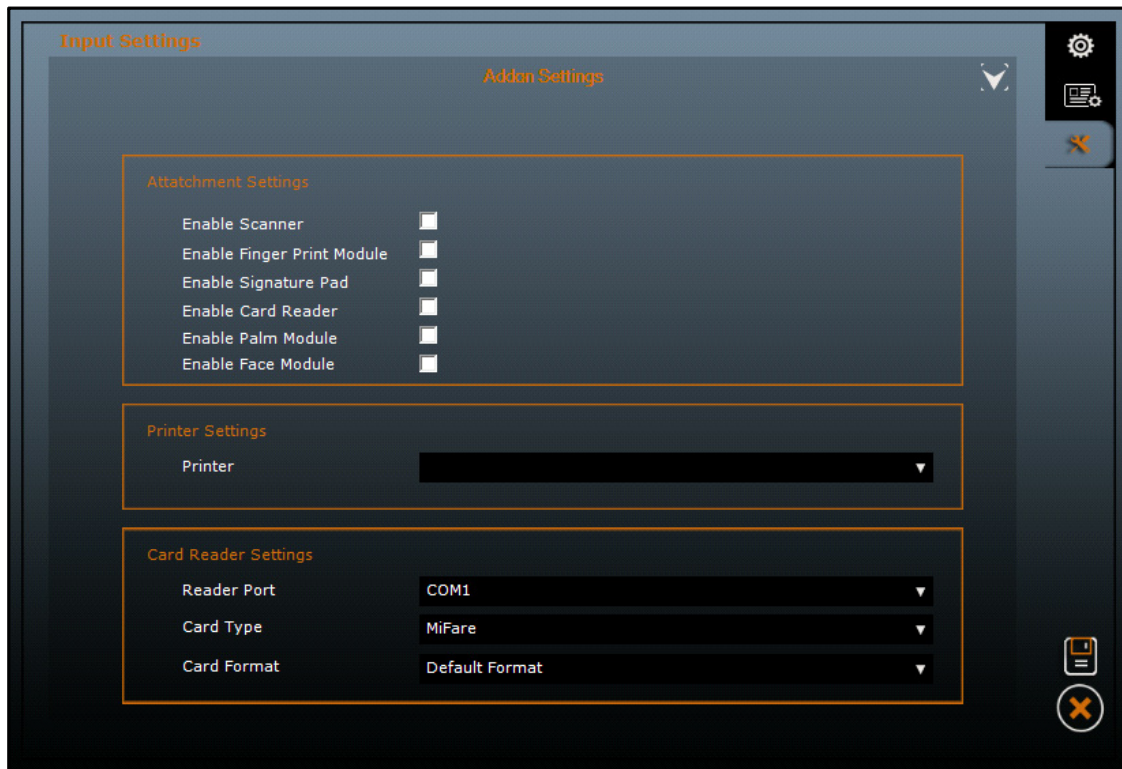 Input Settings
Addon Settings
Attatchment Settings
Enable Scanner
Enable Finger Print Module
Enable Signature Pad
Enable Card Reader
Enable Palm Module
Enable Face Module
Printer Settings
Printer
Card Reader Settings
Reader Port COM1
Card Type MiFare
Card Format Default Format